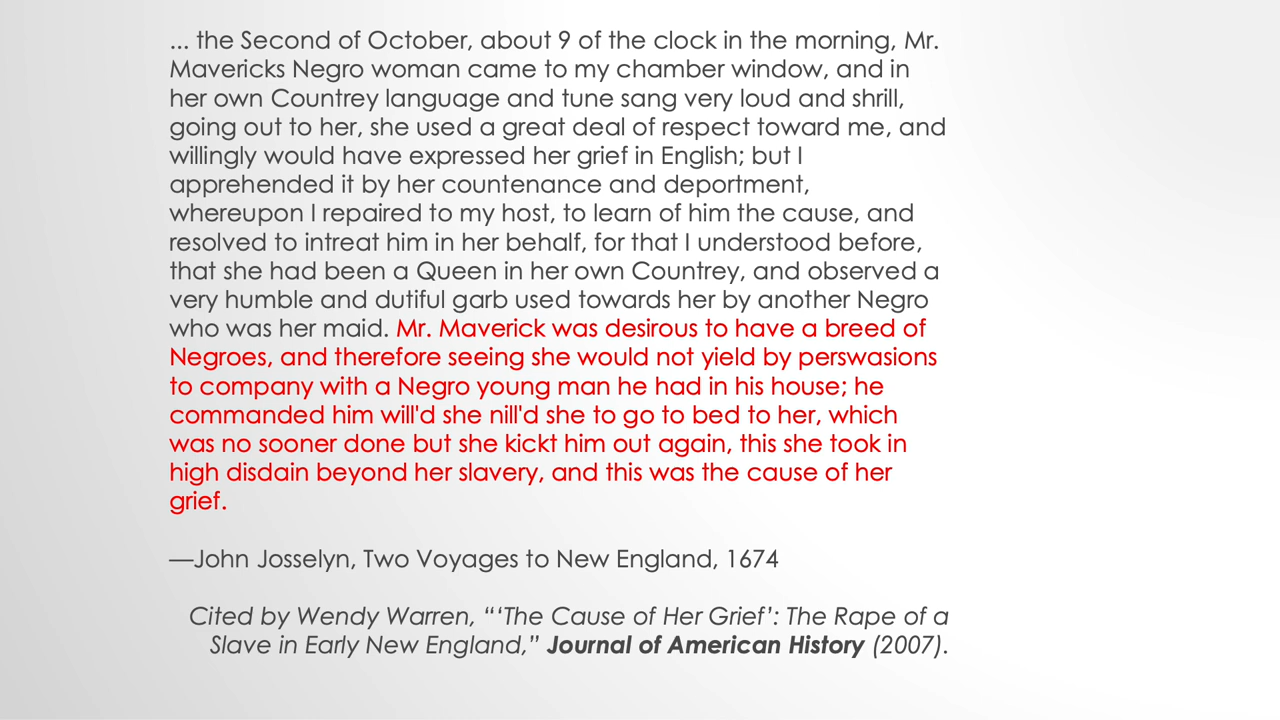 ... the Second of October, about 9 of the clock in the morning, Mr.
Mavericks Negro woman came to my chamber window, and in
her own Countrey language and tune sang very loud and shrill,
going out to her, she used a great deal of respect toward me, and
willingly would have expressed her grief in English; but I
apprehended it by her countenance and deportment,
whereupon I repaired to my host, to learn of him the cause, and
resolved to intreat him in her behalf, for that I understood before,
that she had been a Queen in her own Countrey, and observed a
very humble and dutiful garb used towards her by another Negro
who was her maid. Mr. Maverick was desirous to have a breed of
Negroes, and therefore seeing she would not yield by perswasions
to company with a Negro young man he had in his house; he
commanded him will'd she nill'd she to go to bed to her, which
was no sooner done but she kickt him out again, this she took in
high disdain beyond her slavery, and this was the cause of her
grief.
—John Josselyn, Two Voyages to New England, 1674
Cited by Wendy Warren, “‘The Cause of Her Grief’: The Rape of a
Slave in Early New England,” Journal of American History (2007).